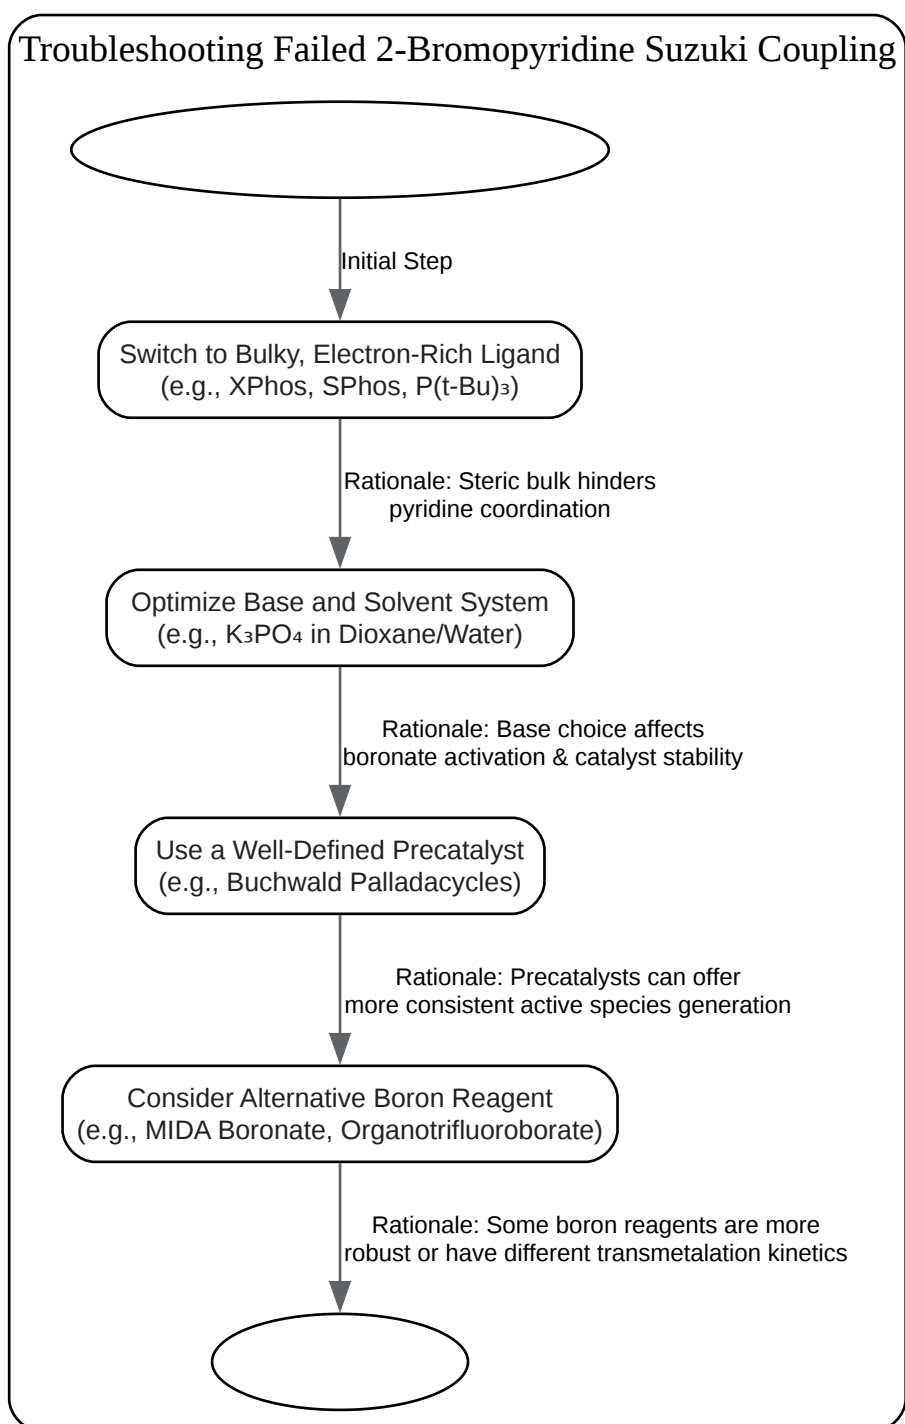 Troubleshooting Failed 2-Bromopyridine Suzuki Coupling
Initial Step
Switch to Bulky, Electron-Rich Ligand
(e.g., XPhos, SPhos, P(t-Bu)₃)
Rationale: Steric bulk hinders
pyridine coordination
Optimize Base and Solvent System
(e.g., K₃PO₄ in Dioxane/Water)
Rationale: Base choice affects
boronate activation & catalyst stability
Use a Well-Defined Precatalyst
(e.g., Buchwald Palladacycles)
Rationale: Precatalysts can offer
more consistent active species generation
Consider Alternative Boron Reagent
(e.g., MIDA Boronate, Organotrifluoroborate)
Rationale: Some boron reagents are more
robust or have different transmetalation kinetics